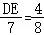 DE/7 = 4/8